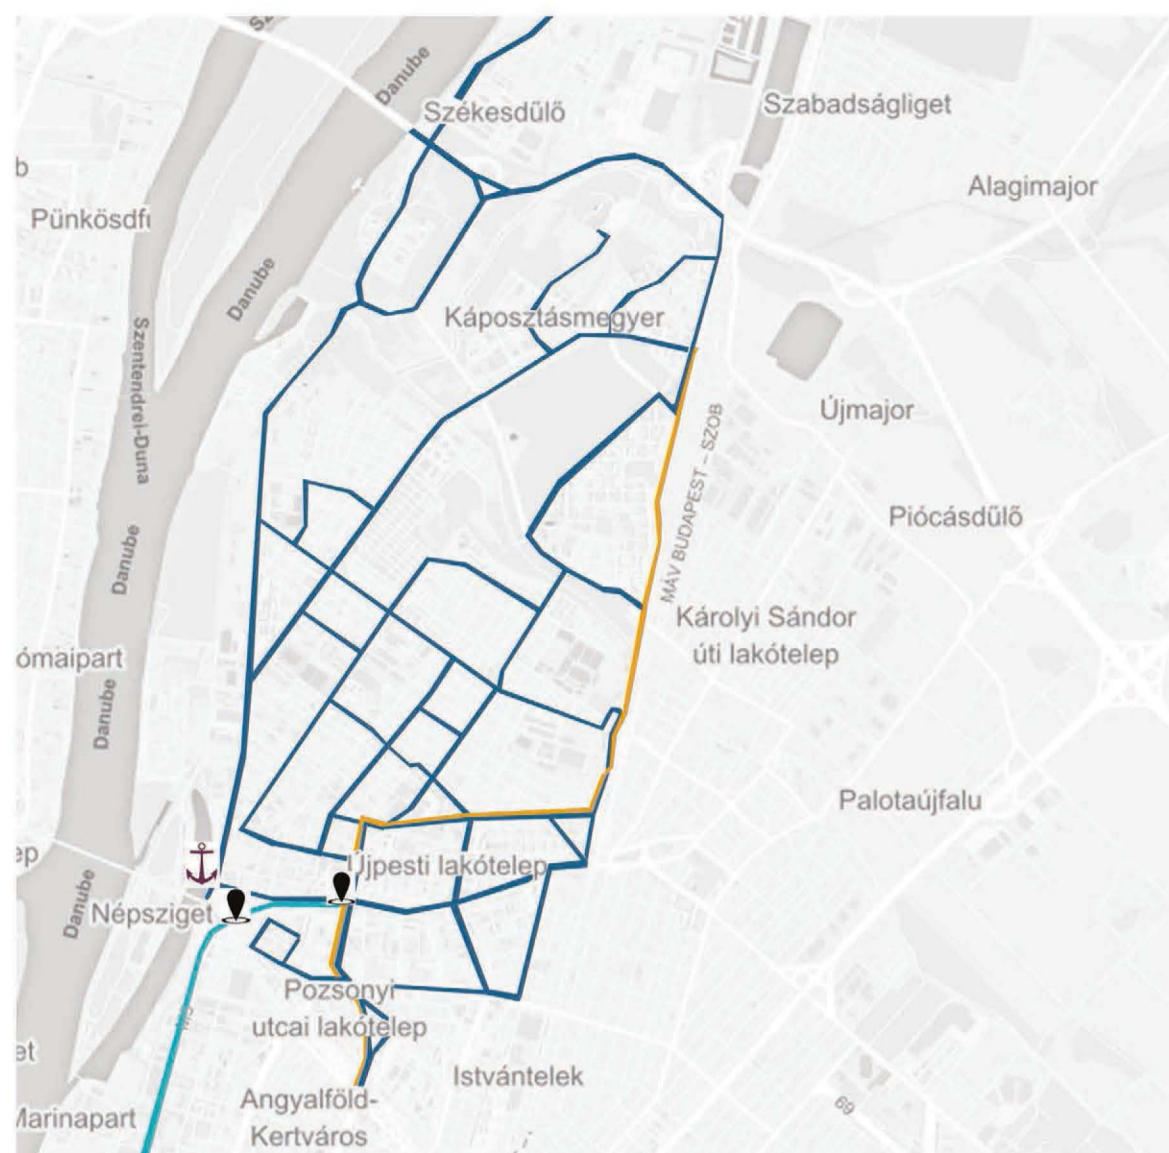 Danube
Székesdűlő
Szabadságliget
b
Alagimajor
Pünkösdfü
Danube
Káposztásmegyer
Szentendrei-Duna
Újmajor
MÁV BUDAPEST – SZOB
Piócásdűlő
Danube
Károlyi Sándor
úti lakótelep
ómaipart
Danube
Palotaújfalu
ep
Újpesti lakótelep
Danube
Népsziget
Pozsonyi
utcai lakótelep
M3
et
Istvántelek
Angyalföld-
Kertváros
Marinapart
69